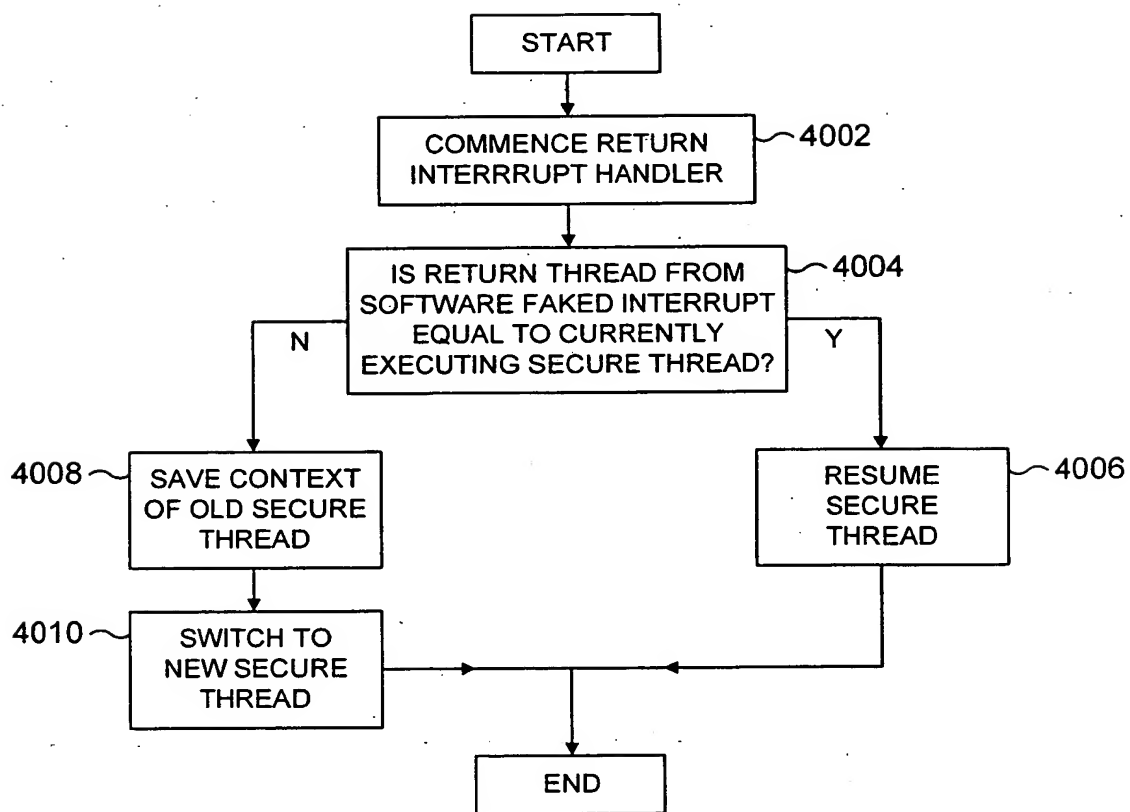 START
COMMENCE RETURN
INTERRRUPT HANDLER
4002
IS RETURN THREAD FROM
SOFTWARE FAKED INTERRUPT
EQUAL TO CURRENTLY
EXECUTING SECURE THREAD?
4004
N
Y
4008
SAVE CONTEXT
OF OLD SECURE
THREAD
RESUME
SECURE
THREAD
4006
4010
SWITCH TO
NEW SECURE
THREAD
END